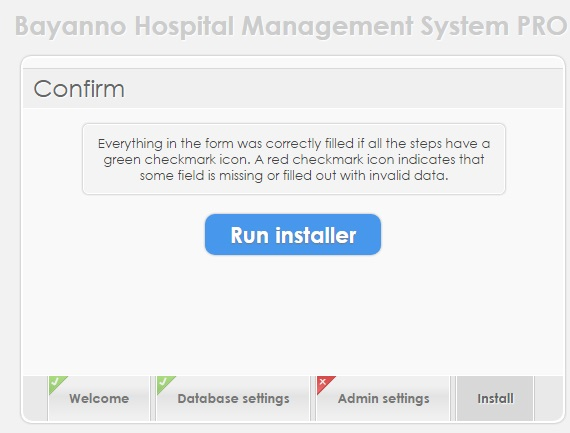 Bayanno Hospital Management System PRO
Confirm
Everything in the form was correctly filled if all the steps have a
green checkmark icon. A red checkmark icon indicates that
some field is missing or filled out with invalid data.
Run installer
Welcome
Database settings
Admin settings
Install